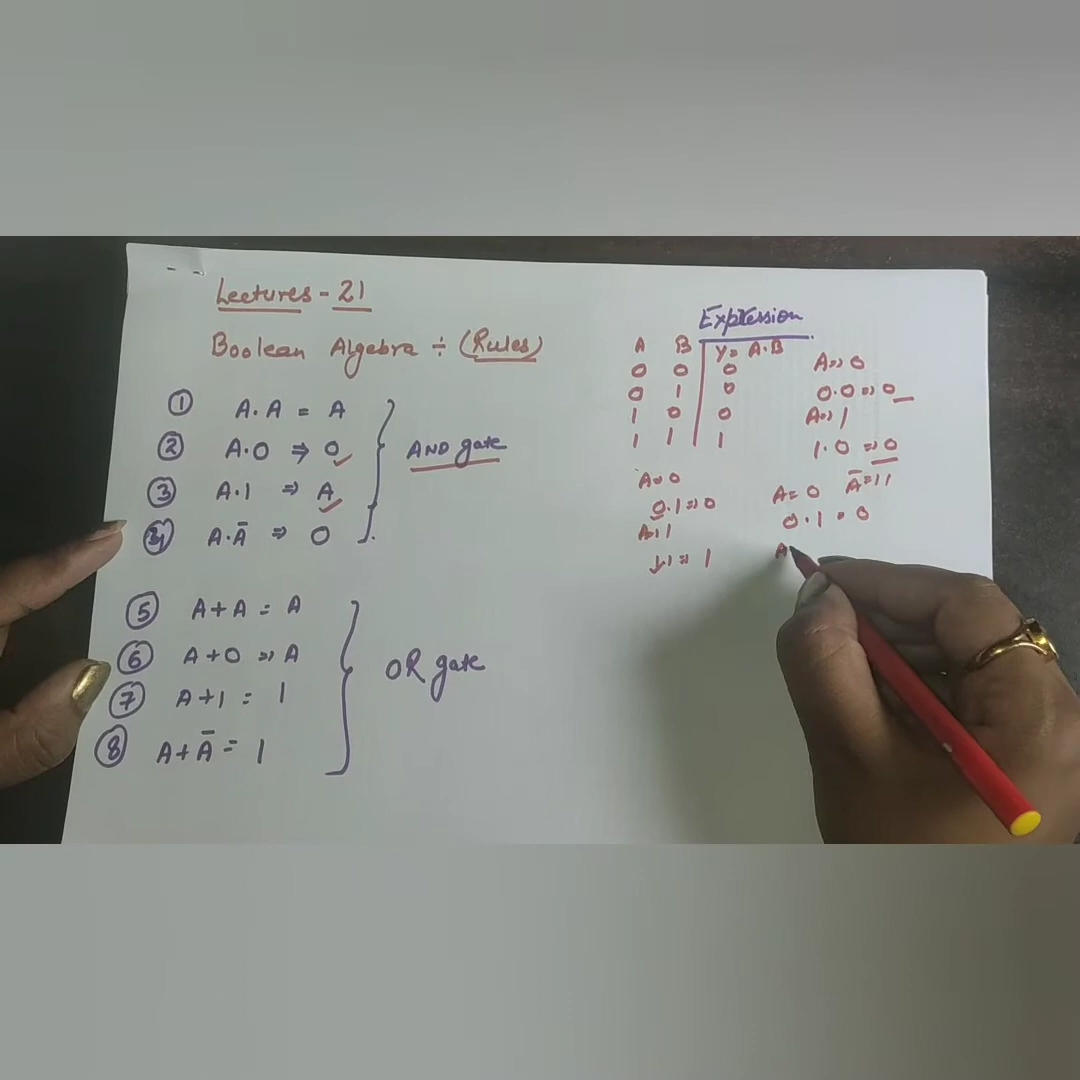 Lectures - 21
Boolean Algebra ÷ (Rules)
① A.A = A
② A.0 ⇒ 0
③ A.1 ⇒ A
④ A.Ā ⇒ 0
AND gate
⑤ A+A = A
⑥ A+0 ⇒ A
⑦ A+1 = 1
⑧ A+Ā = 1
OR gate
Expression
A B Y= A.B
0 0 0
0 1 0
1 0 0
1 1 1
A⇒ 0
0.0 ⇒ 0
A⇒ 1
1.0 ⇒ 0
A= 0
0.1 ⇒ 0
A= 1
1.1 = 1
A= 0 Ā = 1
0.1 = 0
A